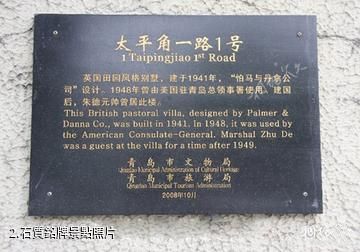 太平角一路1号
1 Taipingjiao 1st Road
英国田园风格别墅，建于1941年，“怡马与丹拿公
司”设计。1948年曾由美国驻青岛总领事署使用。建国
后，朱德元帅曾居此楼。
This British pastoral villa, designed by Palmer &
Danna Co., was built in 1941. In 1948, it was used by
the American Consulate-General. Marshal Zhu De
was a guest at the villa for a time after 1949.
青岛市文物局
Qingdao Municipal Administration of Cultural Heritage
青岛市旅游局
Qingdao Municipal Tourism Administration
2008年10月
2.石質銘牌景點照片